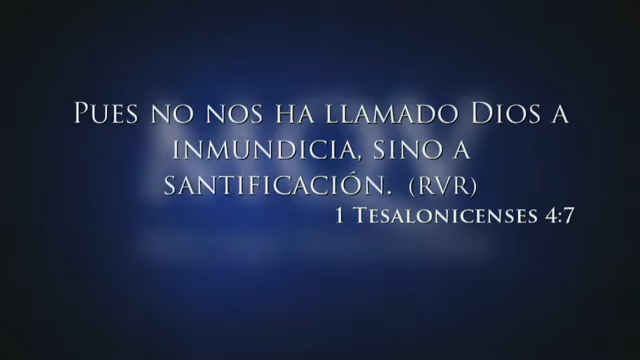 Pues no nos ha llamado Dios a
inmundicia, sino a
santificación. (RVR)
1 Tesalonicenses 4:7